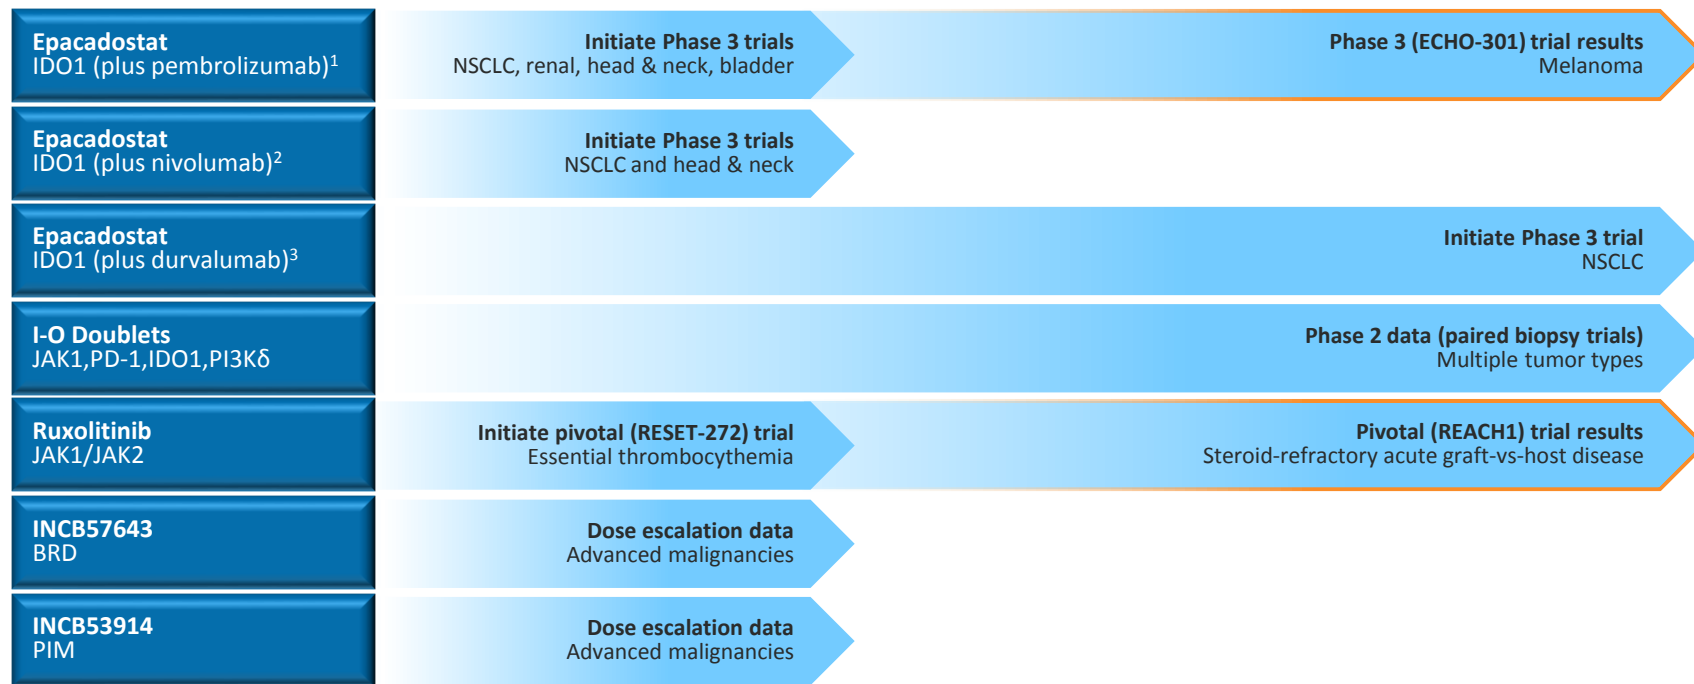 Epacadostat
IDO1 (plus pembrolizumab)1
Initiate Phase 3 trials
NSCLC, renal, head & neck, bladder
Phase 3 (ECHO-301) trial results
Melanoma
Epacadostat
IDO1 (plus nivolumab)2
Initiate Phase 3 trials
NSCLC and head & neck
Epacadostat
IDO1 (plus durvalumab)3
Initiate Phase 3 trial
NSCLC
I-O Doublets
JAK1,PD-1,IDO1,PI3Kδ
Phase 2 data (paired biopsy trials)
Multiple tumor types
Ruxolitinib
JAK1/JAK2
Initiate pivotal (RESET-272) trial
Essential thrombocythemia
Pivotal (REACH1) trial results
Steroid-refractory acute graft-vs-host disease
INCB57643
BRD
Dose escalation data
Advanced malignancies
INCB53914
PIM
Dose escalation data
Advanced malignancies